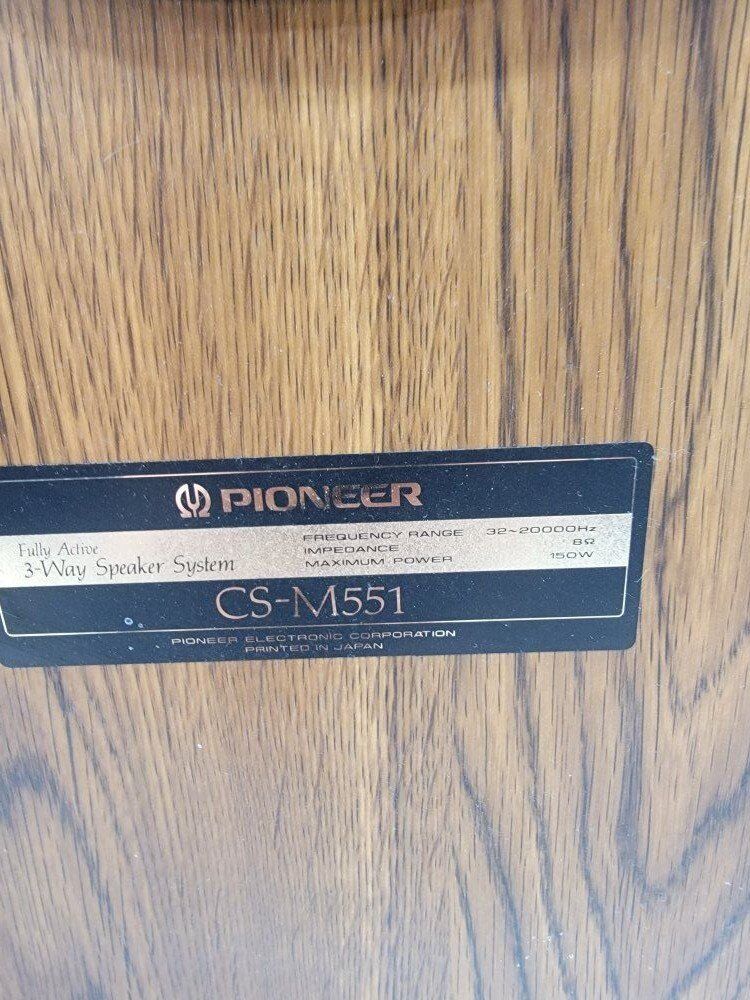 PIONEER
Fully Active
3-Way Speaker System
FREQUENCY RANGE 32~20000Hz
IMPEDANCE 8Ω
MAXIMUM POWER 150W
CS-M551
PIONEER ELECTRONIC CORPORATION
PRINTED IN JAPAN